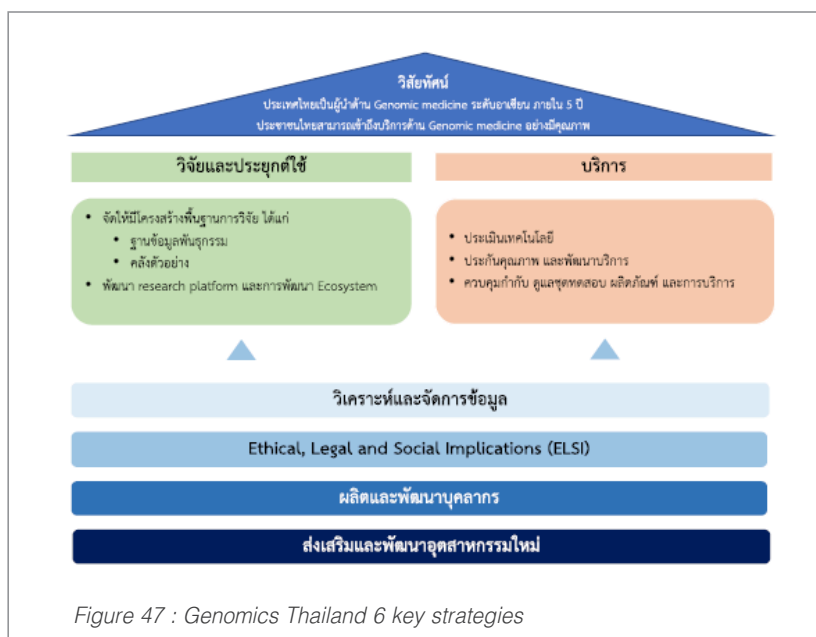 วิสัยทัศน์
ประเทศไทยเป็นผู้นำด้าน Genomic medicine ระดับอาเซียน ภายใน 5 ปี
ประชาชนไทยสามารถเข้าถึงบริการด้าน Genomic medicine อย่างมีคุณภาพ
วิจัยและประยุกต์ใช้
• จัดให้มีโครงสร้างพื้นฐานการวิจัย ได้แก่
• ฐานข้อมูลพันธุกรรม
• คลังตัวอย่าง
• พัฒนา research platform และการพัฒนา Ecosystem
บริการ
• ประเมินเทคโนโลยี
• ประกันคุณภาพ และพัฒนาบริการ
• ควบคุมกำกับ ดูแลชุดทดสอบ ผลิตภัณฑ์ และการบริการ
วิเคราะห์และจัดการข้อมูล
Ethical, Legal and Social Implications (ELSI)
ผลิตและพัฒนาบุคลากร
ส่งเสริมและพัฒนาอุตสาหกรรมใหม่
Figure 47 : Genomics Thailand 6 key strategies